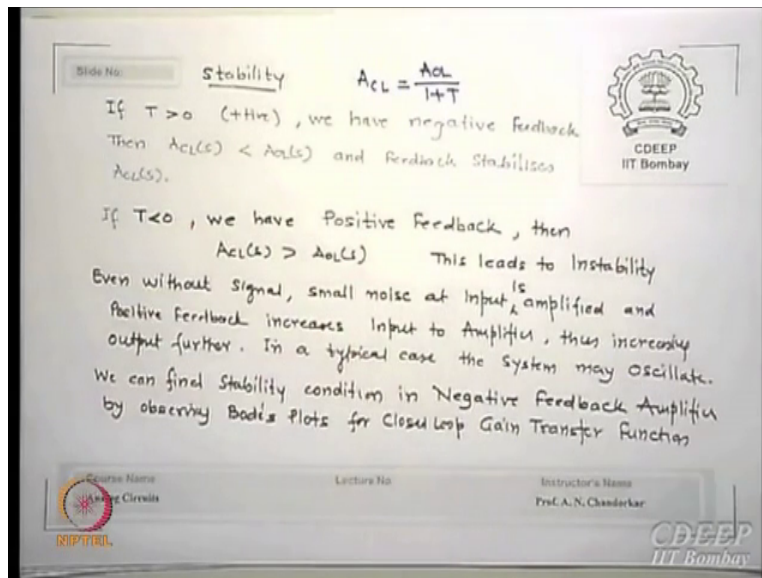 Slide No:
Stability
ACL = AOL / 1+T
If T > 0 (+tive), we have negative feedback
Then ACL(s) < AOL(s) and Feedback Stabilises
ACL(s).
If T<0, we have Positive Feedback, then
ACL(s) > AOL(s) This leads to Instability
Even without signal, small noise at Input is amplified and
Positive Feedback increases Input to Amplifier, thus increasing
output further. In a typical case the system may oscillate.
We can find Stability condition in Negative Feedback Amplifier
by observing Bode's Plots for Closed Loop Gain Transfer Function
CDEEP
IIT Bombay
Course Name
Analog Circuits
Lecture No
Instructor's Name
Prof. A. N. Chandorkar
NPTEL
CDEEP
IIT Bombay